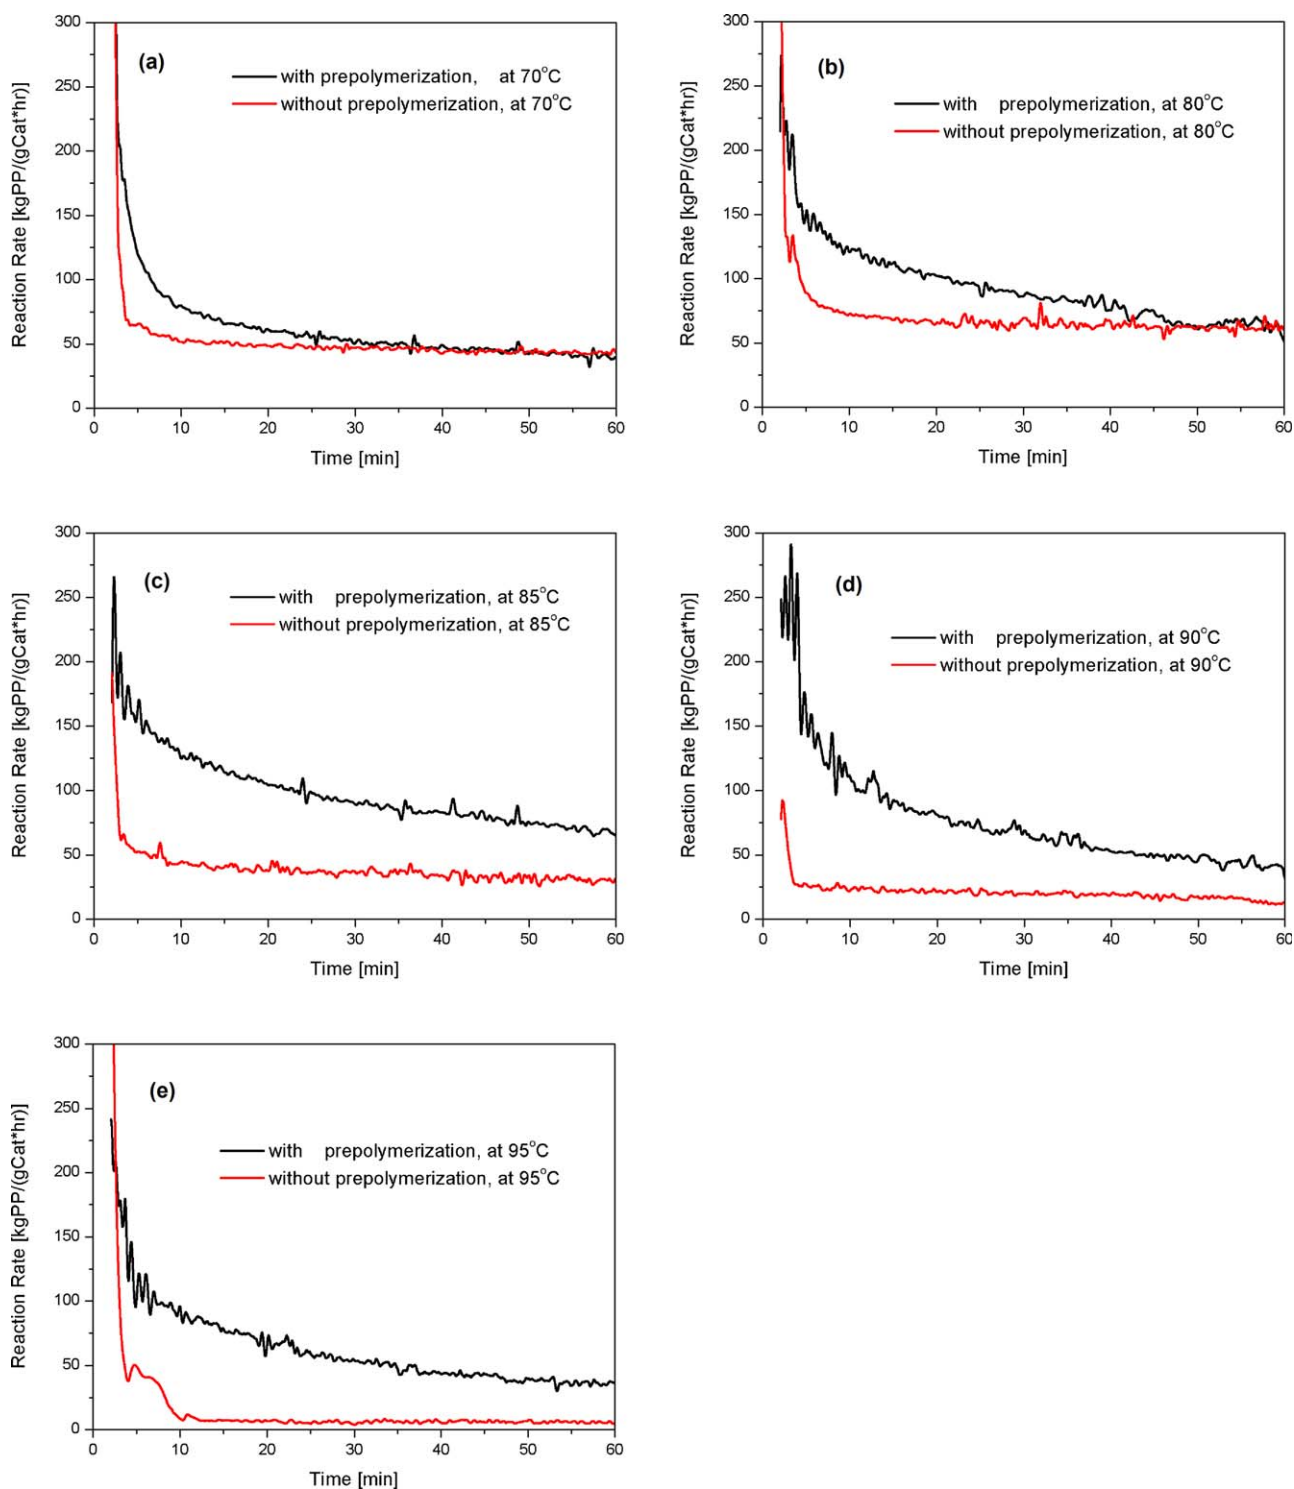 (a)
with prepolymerization, at 70°C
without prepolymerization, at 70°C
Reaction Rate [kgPP/(gCat*hr)]
300
250
200
150
100
50
0
0 10 20 30 40 50 60
Time [min]
(b)
with prepolymerization, at 80°C
without prepolymerization, at 80°C
Reaction Rate [kgPP/(gCat*hr)]
300
250
200
150
100
50
0
0 10 20 30 40 50 60
Time [min]
(c)
with prepolymerization, at 85°C
without prepolymerization, at 85°C
Reaction Rate [kgPP/(gCat*hr)]
300
250
200
150
100
50
0
0 10 20 30 40 50 60
Time [min]
(d)
with prepolymerization, at 90°C
without prepolymerization, at 90°C
Reaction Rate [kgPP/(gCat*hr)]
300
250
200
150
100
50
0
0 10 20 30 40 50 60
Time [min]
(e)
with prepolymerization, at 95°C
without prepolymerization, at 95°C
Reaction Rate [kgPP/(gCat*hr)]
300
250
200
150
100
50
0
0 10 20 30 40 50 60
Time [min]